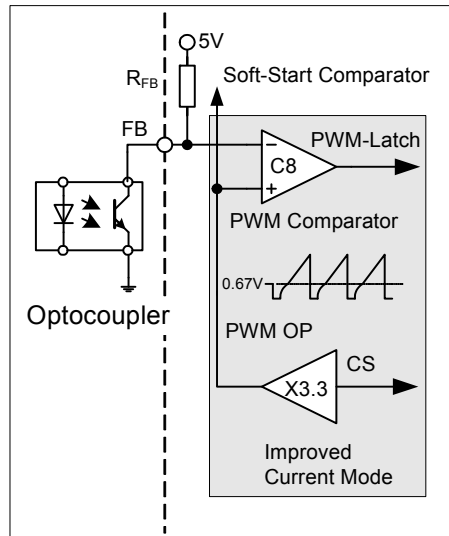 5V
R_FB
Soft-Start Comparator
FB
PWM-Latch
−
C8
+
PWM Comparator
0.67V
Optocoupler
PWM OP
CS
X3.3
Improved
Current Mode